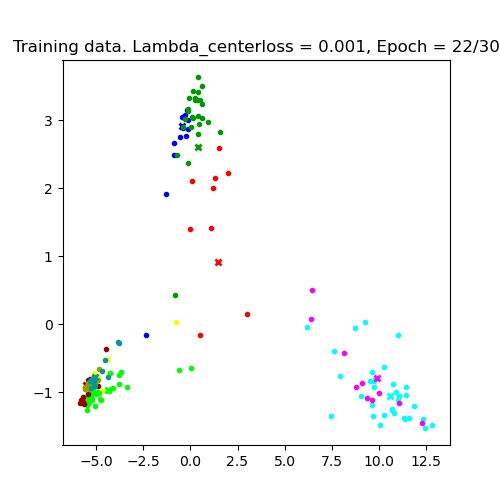 Training data. Lambda_centerloss = 0.001, Epoch = 22/30
3
2
1
0
−1
−5.0 −2.5 0.0 2.5 5.0 7.5 10.0 12.5